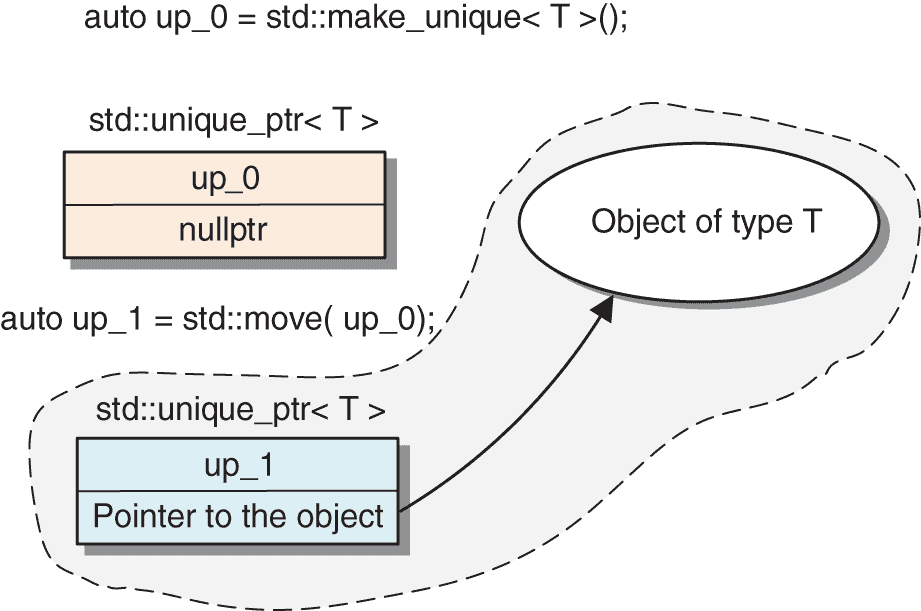 auto up_0 = std::make_unique< T >();
std::unique_ptr< T >
up_0
nullptr
Object of type T
auto up_1 = std::move( up_0);
std::unique_ptr< T >
up_1
Pointer to the object